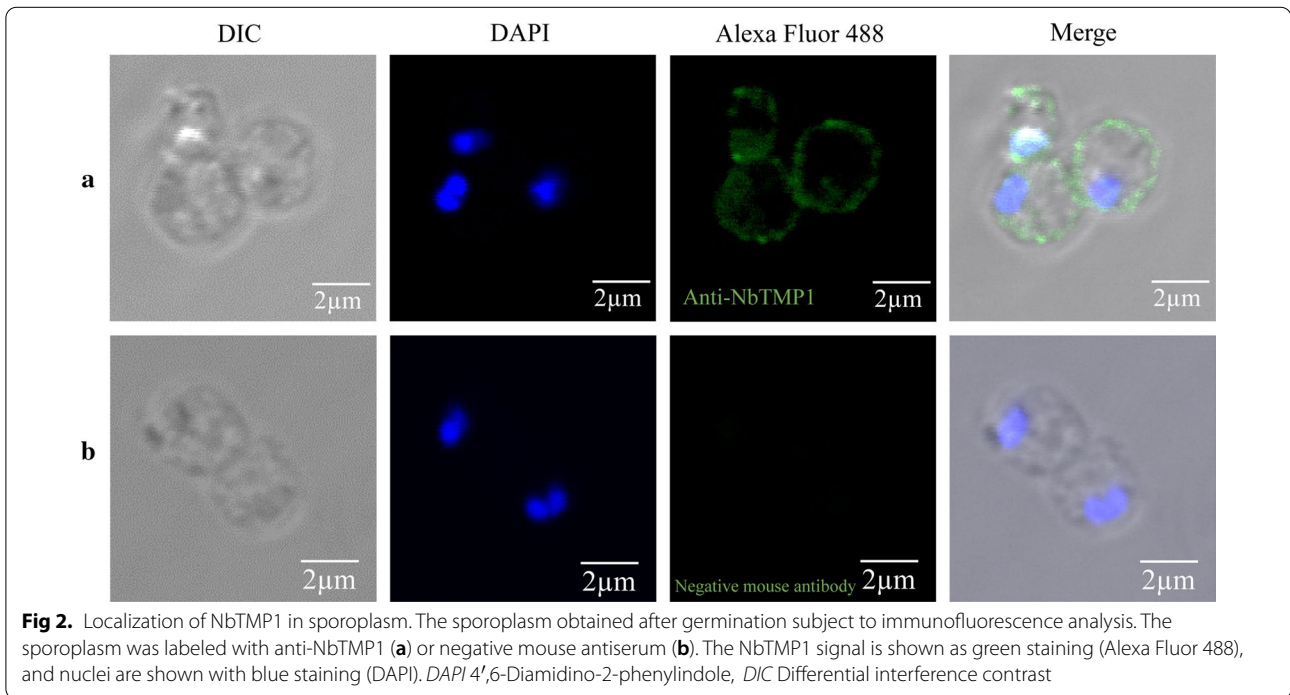 DIC DAPI Alexa Fluor 488 Merge
a
2µm 2µm Anti-NbTMP1 2µm 2µm
b
2µm 2µm Negative mouse antibody 2µm 2µm
Fig 2. Localization of NbTMP1 in sporoplasm. The sporoplasm obtained after germination subject to immunofluorescence analysis. The
sporoplasm was labeled with anti-NbTMP1 (a) or negative mouse antiserum (b). The NbTMP1 signal is shown as green staining (Alexa Fluor 488),
and nuclei are shown with blue staining (DAPI). DAPI 4′,6-Diamidino-2-phenylindole, DIC Differential interference contrast